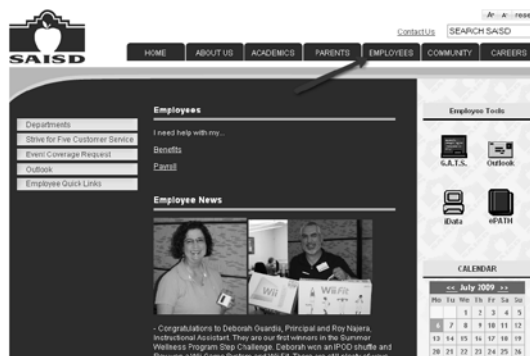 A+ A- reset
Contact Us
SEARCH SAISD
SAISD
HOME ABOUT US ACADEMICS PARENTS EMPLOYEES COMMUNITY CAREERS
Employees
Employee Tools
Departments
Strive for Five Customer Service
Event Coverage Request
Outlook
Employee Quick Links
I need help with my...
Benefits
Payroll
G.A.T.S. Outlook
iData ePATH
Employee News
Wii
Wii Fit
CALENDAR
<< July 2009 >>
Mo Tu We Th Fr Sa Su
1 2 3 4 5
6 7 8 9 10 11 12
13 14 15 16 17 18 19
20 21 22 23 24 25
- Congratulations to Deborah Guardia, Principal and Roy Najera,
Instructional Assistant. They are our first winners in the Summer
Wellness Program Step Challenge. Deborah won an IPOD shuffle and